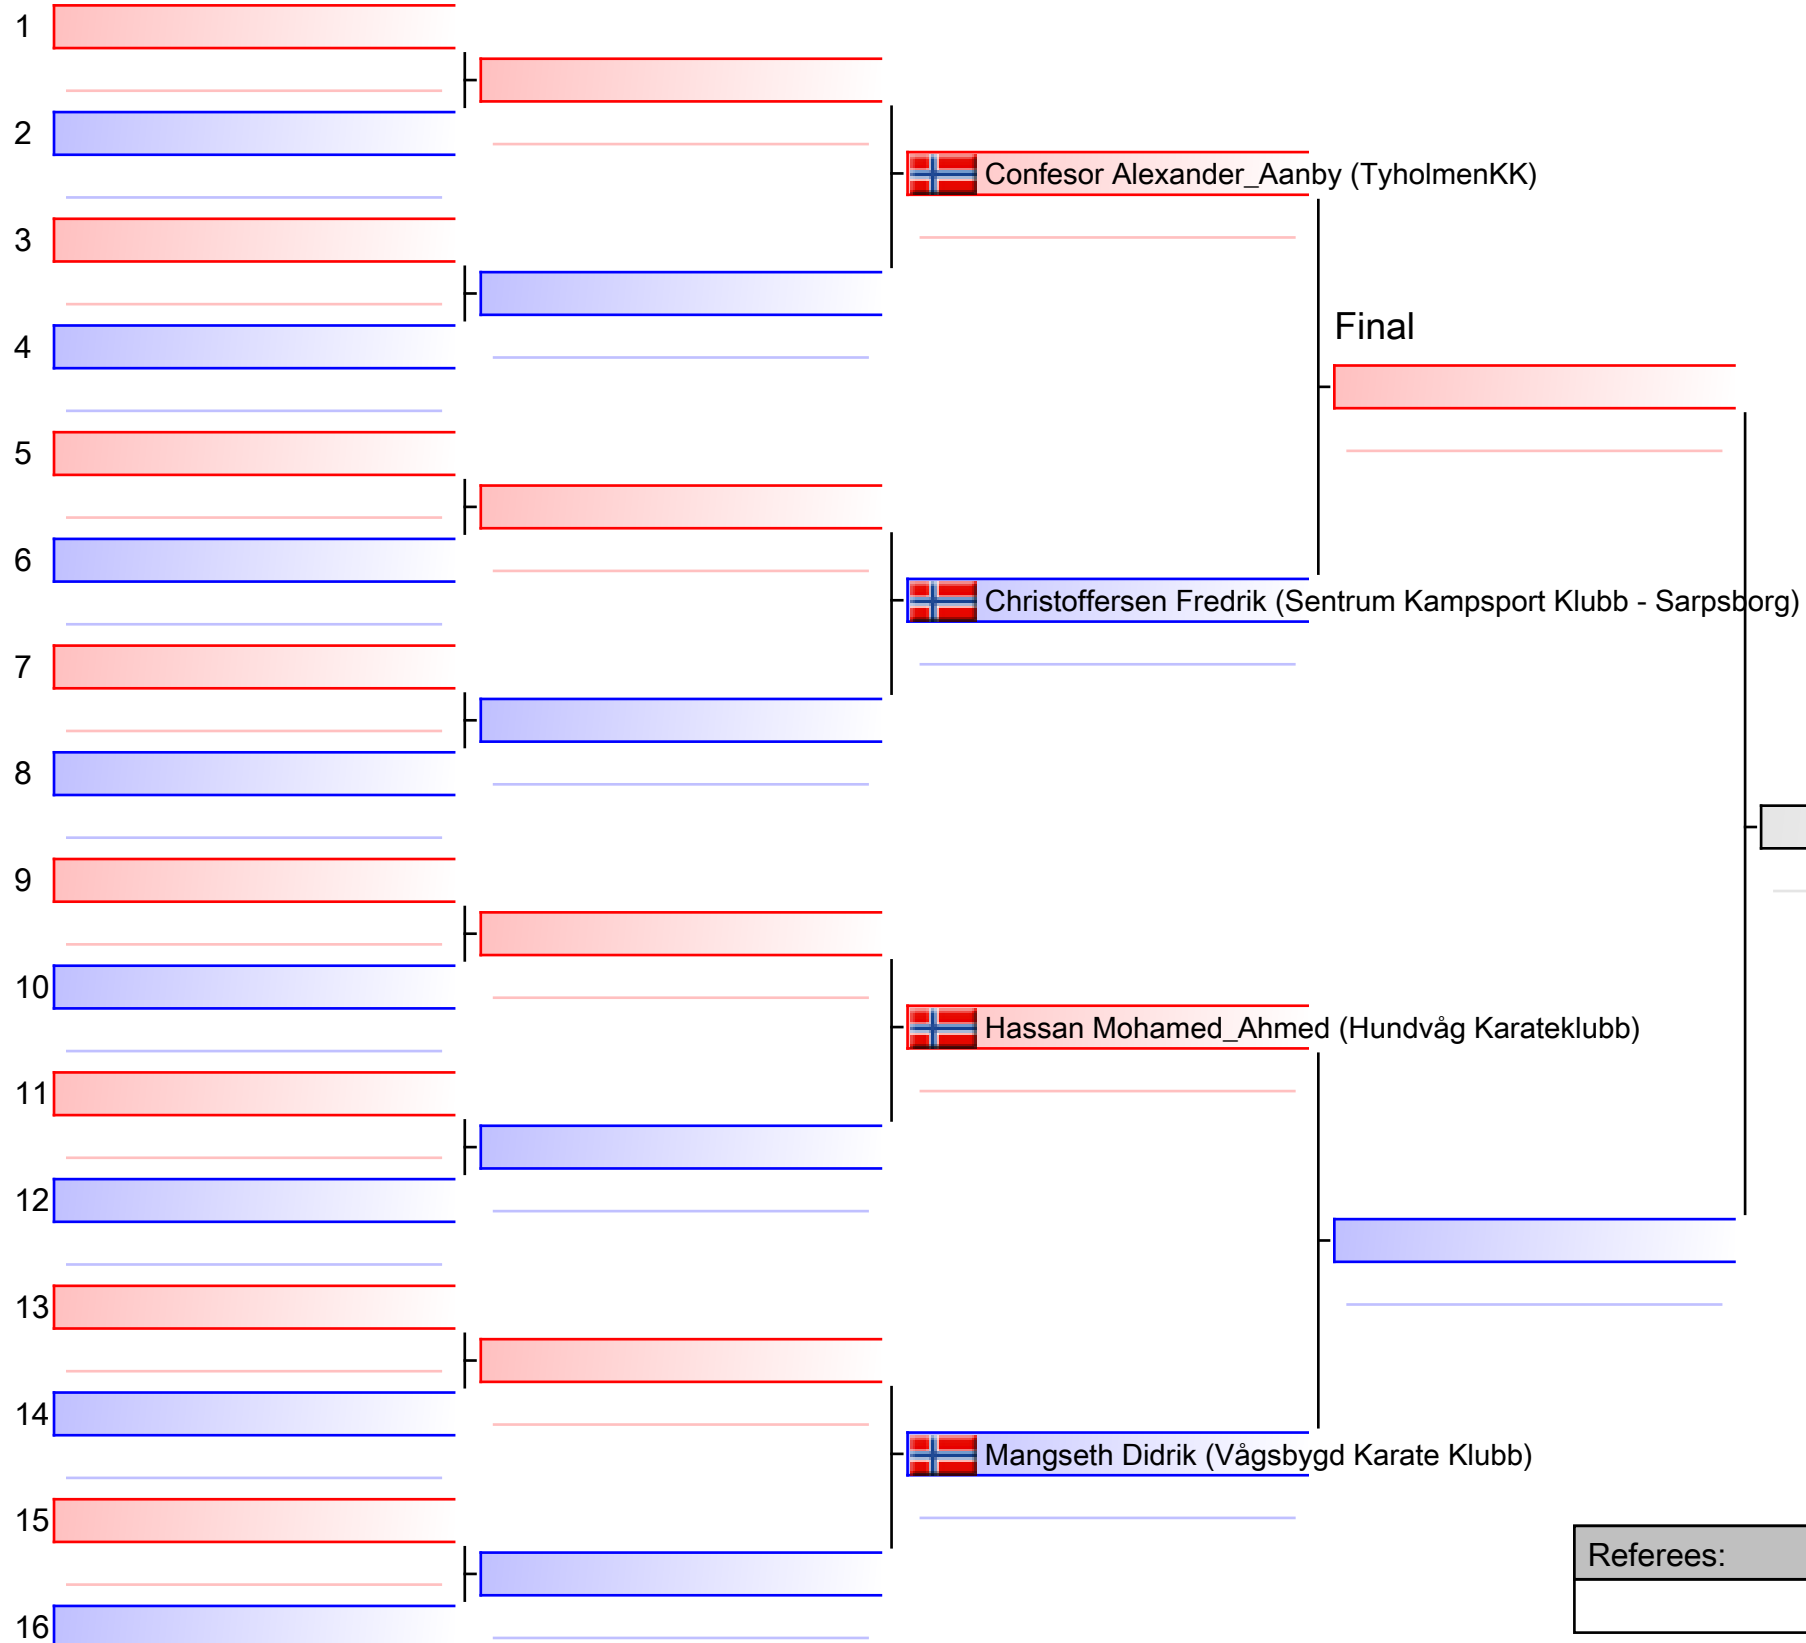 1
2
Confesor Alexander_Aanby (TyholmenKK)
3
Final
4
5
6
Christoffersen Fredrik (Sentrum Kampsport Klubb - Sarpsborg)
7
8
9
10
Hassan Mohamed_Ahmed (Hundvåg Karateklubb)
11
12
13
14
Mangseth Didrik (Vågsbygd Karate Klubb)
15
Referees:
16